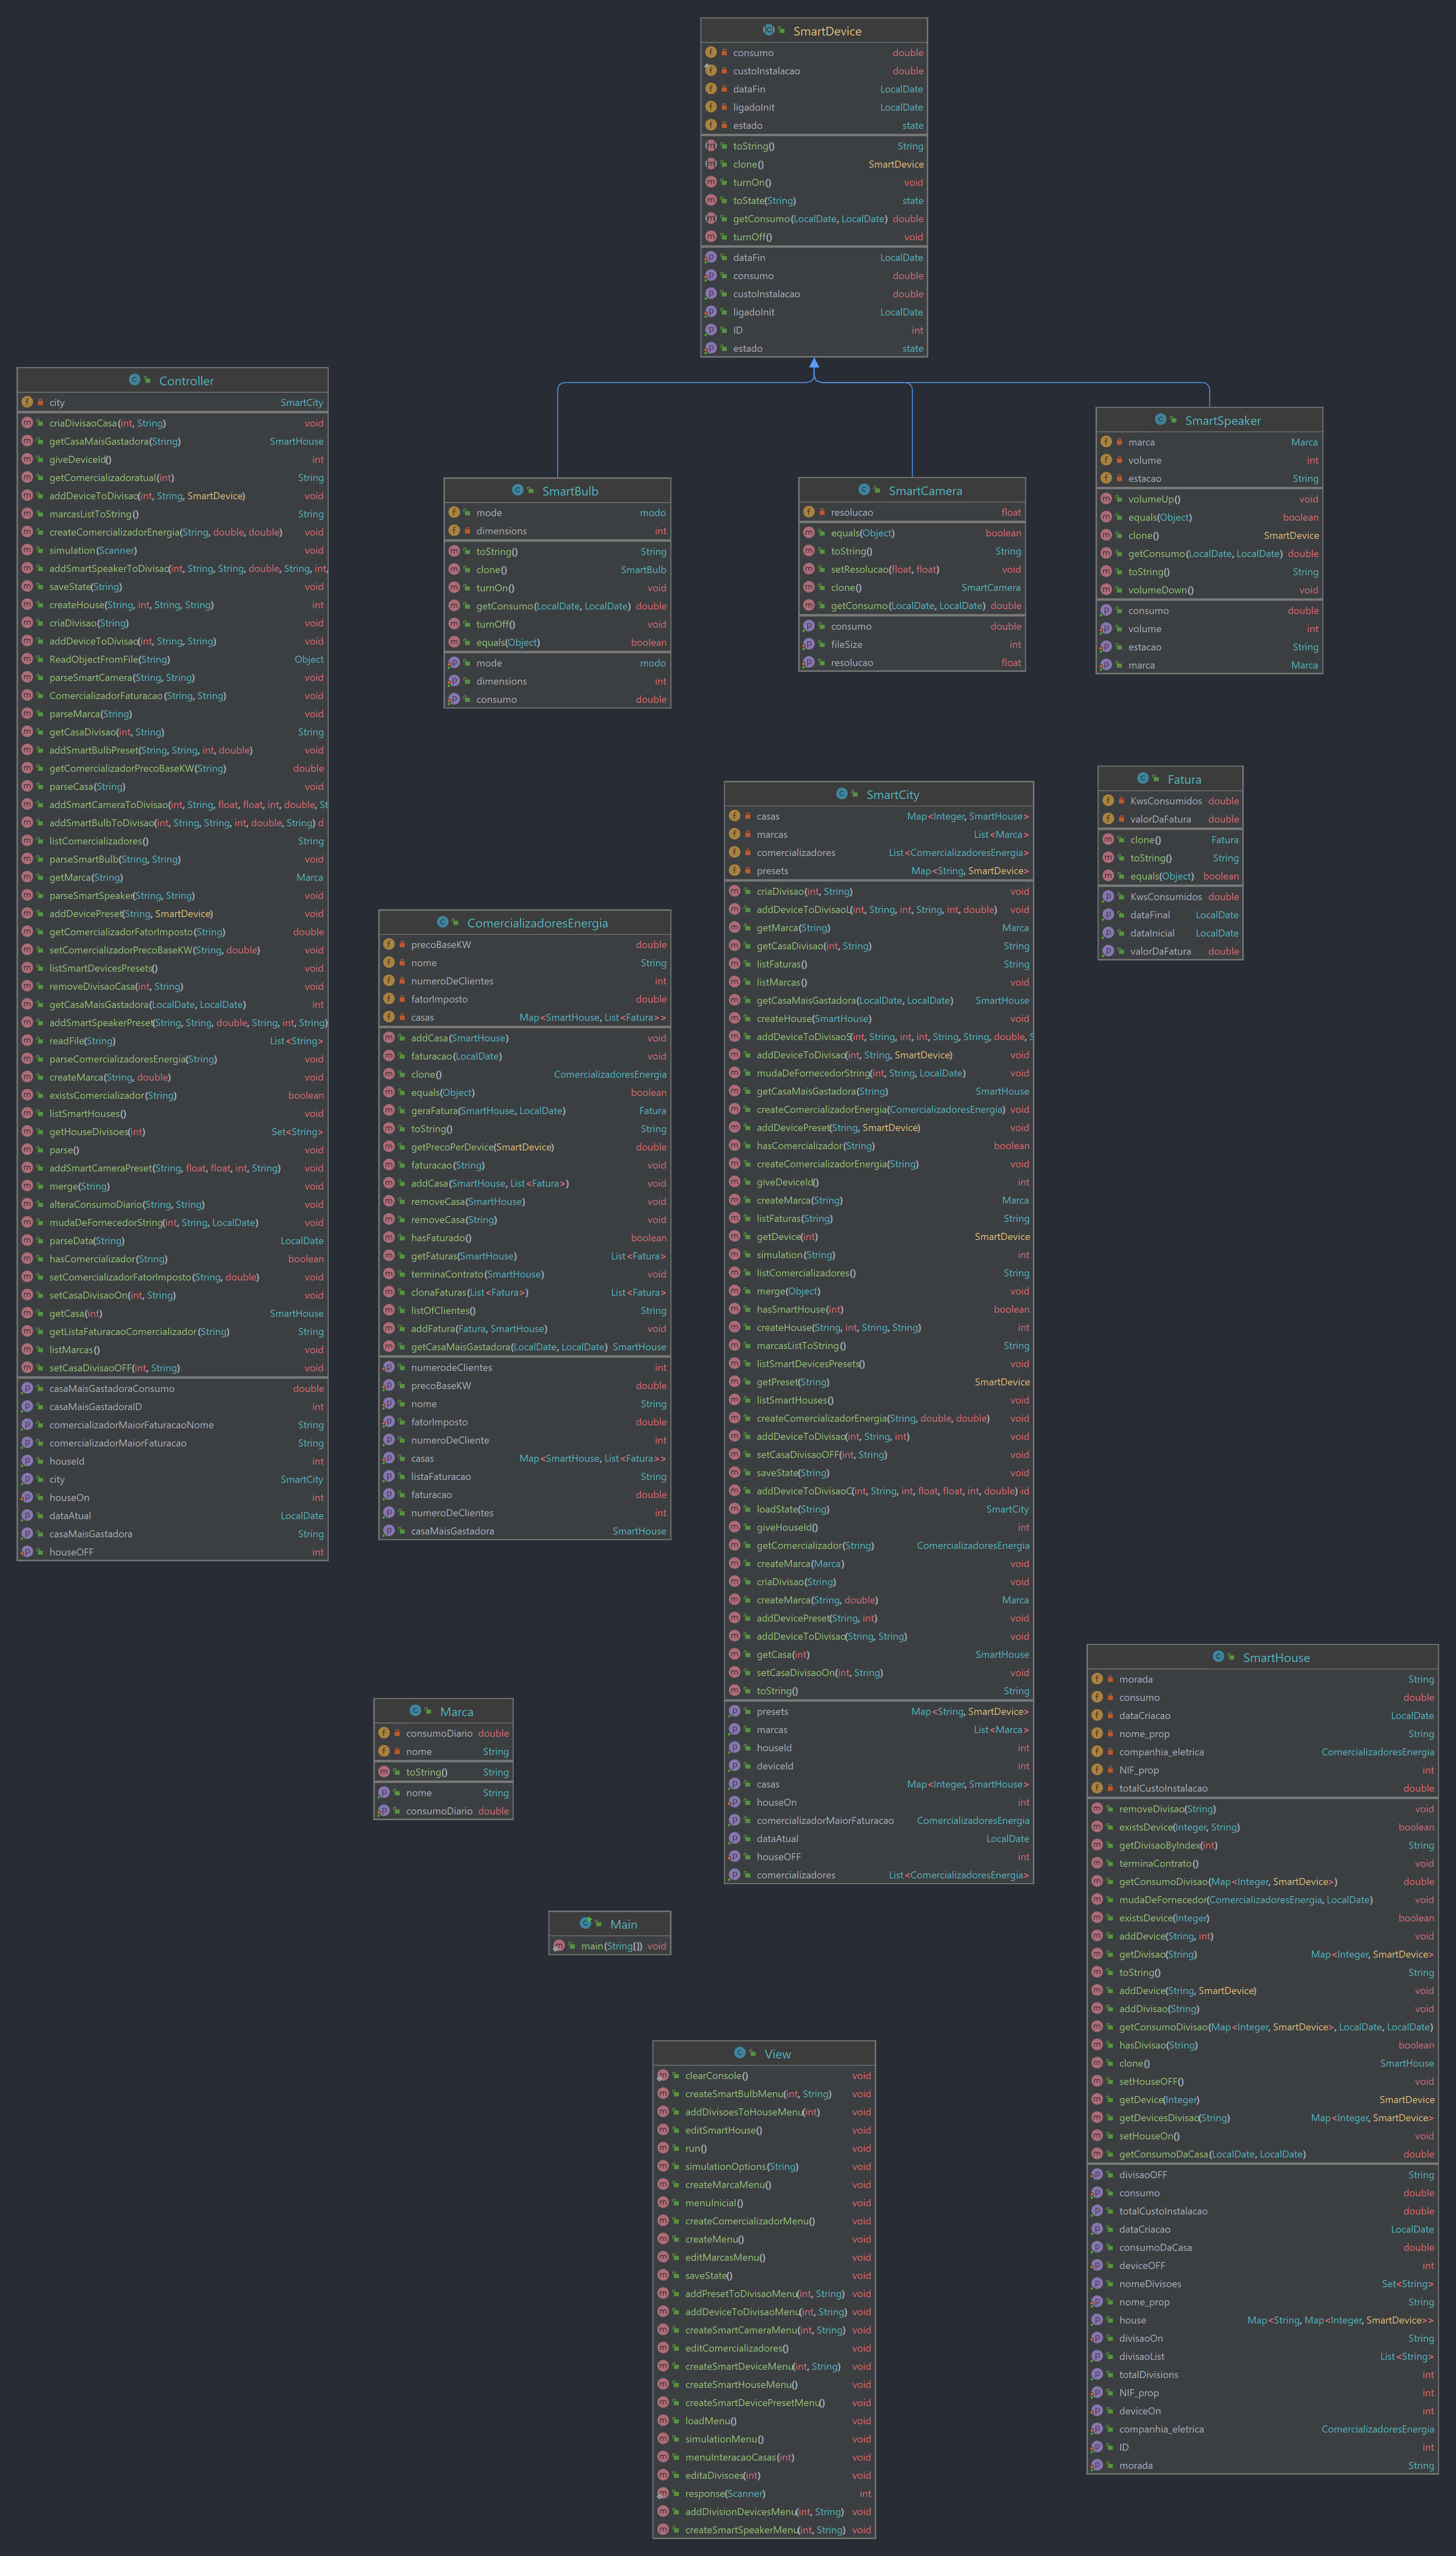 SmartDevice
consumo double
custoInstalacao double
dataFin LocalDate
ligadoInit LocalDate
estado state
toString() String
clone() SmartDevice
turnOn() void
toState(String) state
getConsumo(LocalDate, LocalDate) double
turnOff() void
dataFin LocalDate
consumo double
custoInstalacao double
ligadoInit LocalDate
ID int
estado state
Controller
city SmartCity
criaDivisaoCasa(int, String) void
getCasaMaisGastadora(String) SmartHouse
giveDeviceId() int
getComercializadoratual(int) String
addDeviceToDivisao(int, String, SmartDevice) void
marcasListToString() String
createComercializadorEnergia(String, double, double) void
simulation(Scanner) void
addSmartSpeakerToDivisao(int, String, String, double, String, int,
saveState(String) void
createHouse(String, int, String, String) int
criaDivisao(String) void
addDeviceToDivisao(int, String, String) void
ReadObjectFromFile(String) Object
parseSmartCamera(String, String) void
ComercializadorFaturacao(String, String) void
parseMarca(String) void
getCasaDivisao(int, String) String
addSmartBulbPreset(String, String, int, double) void
getComercializadorPrecoBaseKW(String) double
parseCasa(String) void
addSmartCameraToDivisao(int, String, float, float, int, double, St
addSmartBulbToDivisao(int, String, String, int, double, String) d
listComercializadores() String
parseSmartBulb(String, String) void
getMarca(String) Marca
parseSmartSpeaker(String, String) void
addDevicePreset(String, SmartDevice) void
getComercializadorFatorImposto(String) double
setComercializadorPrecoBaseKW(String, double) void
listSmartDevicesPresets() void
removeDivisaoCasa(int, String) void
getCasaMaisGastadora(LocalDate, LocalDate) int
addSmartSpeakerPreset(String, String, double, String, int, String)
readFile(String) List<String>
parseComercializadoresEnergia(String) void
createMarca(String, double) void
existsComercializador(String) boolean
listSmartHouses() void
getHouseDivisoes(int) Set<String>
parse() void
addSmartCameraPreset(String, float, float, int, String) void
merge(String) void
alteraConsumoDiario(String, String) void
mudaDeFornecedorString(int, String, LocalDate) void
parseData(String) LocalDate
hasComercializador(String) boolean
setComercializadorFatorImposto(String, double) void
setCasaDivisaoOn(int, String) void
getCasa(int) SmartHouse
getListaFaturacaoComercializador(String) String
listMarcas() void
setCasaDivisaoOFF(int, String) void
casaMaisGastadoraConsumo double
casaMaisGastadoraID int
comercializadorMaiorFaturacaoNome String
comercializadorMaiorFaturacao String
houseId int
city SmartCity
houseOn int
dataAtual LocalDate
casaMaisGastadora String
houseOFF int
SmartBulb
mode modo
dimensions int
toString() String
clone() SmartBulb
turnOn() void
getConsumo(LocalDate, LocalDate) double
turnOff() void
equals(Object) boolean
mode modo
dimensions int
consumo double
SmartCamera
resolucao float
equals(Object) boolean
toString() String
setResolucao(float, float) void
clone() SmartCamera
getConsumo(LocalDate, LocalDate) double
consumo double
fileSize int
resolucao float
SmartSpeaker
marca Marca
volume int
estacao String
volumeUp() void
equals(Object) boolean
clone() SmartDevice
getConsumo(LocalDate, LocalDate) double
toString() String
volumeDown() void
consumo double
volume int
estacao String
marca Marca
Fatura
KwsConsumidos double
valorDaFatura double
clone() Fatura
toString() String
equals(Object) boolean
KwsConsumidos double
dataFinal LocalDate
dataInicial LocalDate
valorDaFatura double
SmartCity
casas Map<Integer, SmartHouse>
marcas List<Marca>
comercializadores List<ComercializadoresEnergia>
presets Map<String, SmartDevice>
criaDivisao(int, String) void
addDeviceToDivisaoL(int, String, int, String, int, double) void
getMarca(String) Marca
getCasaDivisao(int, String) String
listFaturas() String
listMarcas() void
getCasaMaisGastadora(LocalDate, LocalDate) SmartHouse
createHouse(SmartHouse) void
addDeviceToDivisaoS(int, String, int, int, String, String, double, S
addDeviceToDivisao(int, String, SmartDevice) void
mudaDeFornecedorString(int, String, LocalDate) void
getCasaMaisGastadora(String) SmartHouse
createComercializadorEnergia(ComercializadoresEnergia) void
addDevicePreset(String, SmartDevice) void
hasComercializador(String) boolean
createComercializadorEnergia(String) void
giveDeviceId() int
createMarca(String) Marca
listFaturas(String) String
getDevice(int) SmartDevice
simulation(String) int
listComercializadores() String
merge(Object) void
hasSmartHouse(int) boolean
createHouse(String, int, String, String) int
marcasListToString() String
listSmartDevicesPresets() void
getPreset(String) SmartDevice
listSmartHouses() void
createComercializadorEnergia(String, double, double) void
addDeviceToDivisao(int, String, int) void
setCasaDivisaoOFF(int, String) void
saveState(String) void
addDeviceToDivisaoC(int, String, int, float, float, int, double) id
loadState(String) SmartCity
giveHouseId() int
getComercializador(String) ComercializadoresEnergia
createMarca(Marca) void
criaDivisao(String) void
createMarca(String, double) Marca
addDevicePreset(String, int) void
addDeviceToDivisao(String, String) void
getCasa(int) SmartHouse
setCasaDivisaoOn(int, String) void
toString() String
presets Map<String, SmartDevice>
marcas List<Marca>
houseId int
deviceId int
casas Map<Integer, SmartHouse>
houseOn int
comercializadorMaiorFaturacao ComercializadoresEnergia
dataAtual LocalDate
houseOFF int
comercializadores List<ComercializadoresEnergia>
ComercializadoresEnergia
precoBaseKW double
nome String
numeroDeClientes int
fatorImposto double
casas Map<SmartHouse, List<Fatura>>
addCasa(SmartHouse) void
faturacao(LocalDate) void
clone() ComercializadoresEnergia
equals(Object) boolean
geraFatura(SmartHouse, LocalDate) Fatura
toString() String
getPrecoPerDevice(SmartDevice) double
faturacao(String) void
addCasa(SmartHouse, List<Fatura>) void
removeCasa(SmartHouse) void
removeCasa(String) void
hasFaturado() boolean
getFaturas(SmartHouse) List<Fatura>
terminaContrato(SmartHouse) void
clonaFaturas(List<Fatura>) List<Fatura>
listOfClientes() String
addFatura(Fatura, SmartHouse) void
getCasaMaisGastadora(LocalDate, LocalDate) SmartHouse
numerodeClientes int
precoBaseKW double
nome String
fatorImposto double
numeroDeCliente int
casas Map<SmartHouse, List<Fatura>>
listaFaturacao String
faturacao double
numeroDeClientes int
casaMaisGastadora SmartHouse
SmartHouse
morada String
consumo double
dataCriacao LocalDate
nome_prop String
companhia_eletrica ComercializadoresEnergia
NIF_prop int
totalCustoInstalacao double
removeDivisao(String) void
existsDevice(Integer, String) boolean
getDivisaoByIndex(int) String
terminaContrato() void
getConsumoDivisao(Map<Integer, SmartDevice>) double
mudaDeFornecedor(ComercializadoresEnergia, LocalDate) void
existsDevice(Integer) boolean
addDevice(String, int) void
getDivisao(String) Map<Integer, SmartDevice>
toString() String
addDevice(String, SmartDevice) void
addDivisao(String) void
getConsumoDivisao(Map<Integer, SmartDevice>, LocalDate, LocalDate)
hasDivisao(String) boolean
clone() SmartHouse
setHouseOFF() void
getDevice(Integer) SmartDevice
getDevicesDivisao(String) Map<Integer, SmartDevice>
setHouseOn() void
getConsumoDaCasa(LocalDate, LocalDate) double
divisaoOFF String
consumo double
totalCustoInstalacao double
dataCriacao LocalDate
consumoDaCasa double
deviceOFF int
nomeDivisoes Set<String>
nome_prop String
house Map<String, Map<Integer, SmartDevice>>
divisaoOn String
divisaoList List<String>
totalDivisions int
NIF_prop int
deviceOn int
companhia_eletrica ComercializadoresEnergia
ID int
morada String
Marca
consumoDiario double
nome String
toString() String
nome String
consumoDiario double
Main
main(String[]) void
View
clearConsole() void
createSmartBulbMenu(int, String) void
addDivisoesToHouseMenu(int) void
editSmartHouse() void
run() void
simulationOptions(String) void
createMarcaMenu() void
menuInicial() void
createComercializadorMenu() void
createMenu() void
editMarcasMenu() void
saveState() void
addPresetToDivisaoMenu(int, String) void
addDeviceToDivisaoMenu(int, String) void
createSmartCameraMenu(int, String) void
editComercializadores() void
createSmartDeviceMenu(int, String) void
createSmartHouseMenu() void
createSmartDevicePresetMenu() void
loadMenu() void
simulationMenu() void
menuInteracaoCasas(int) void
editaDivisoes(int) void
response(Scanner) int
addDivisionDevicesMenu(int, String) void
createSmartSpeakerMenu(int, String) void